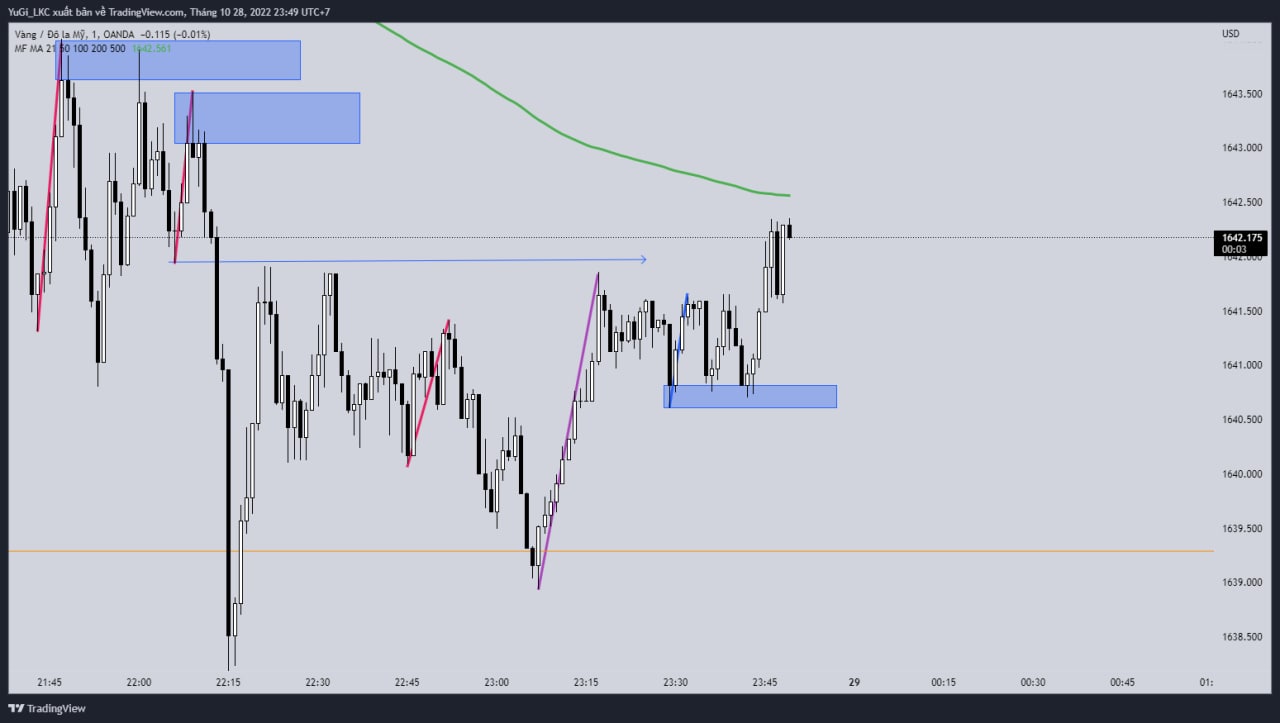 YuGi_LKC xuất bản về TradingView.com, Tháng 10 28, 2022 23:49 UTC+7
Vàng / Đô la Mỹ, 1, OANDA −0.115 (−0.01%)
MF MA 21 50 100 200 500 1642.561
USD
1643.500
1643.000
1642.500
1642.175
00:03
1642.000
1641.500
1641.000
1640.500
1640.000
1639.500
1639.000
1638.500
21:45 22:00 22:15 22:30 22:45 23:00 23:15 23:30 23:45 29 00:15 00:30 00:45 01:
TradingView